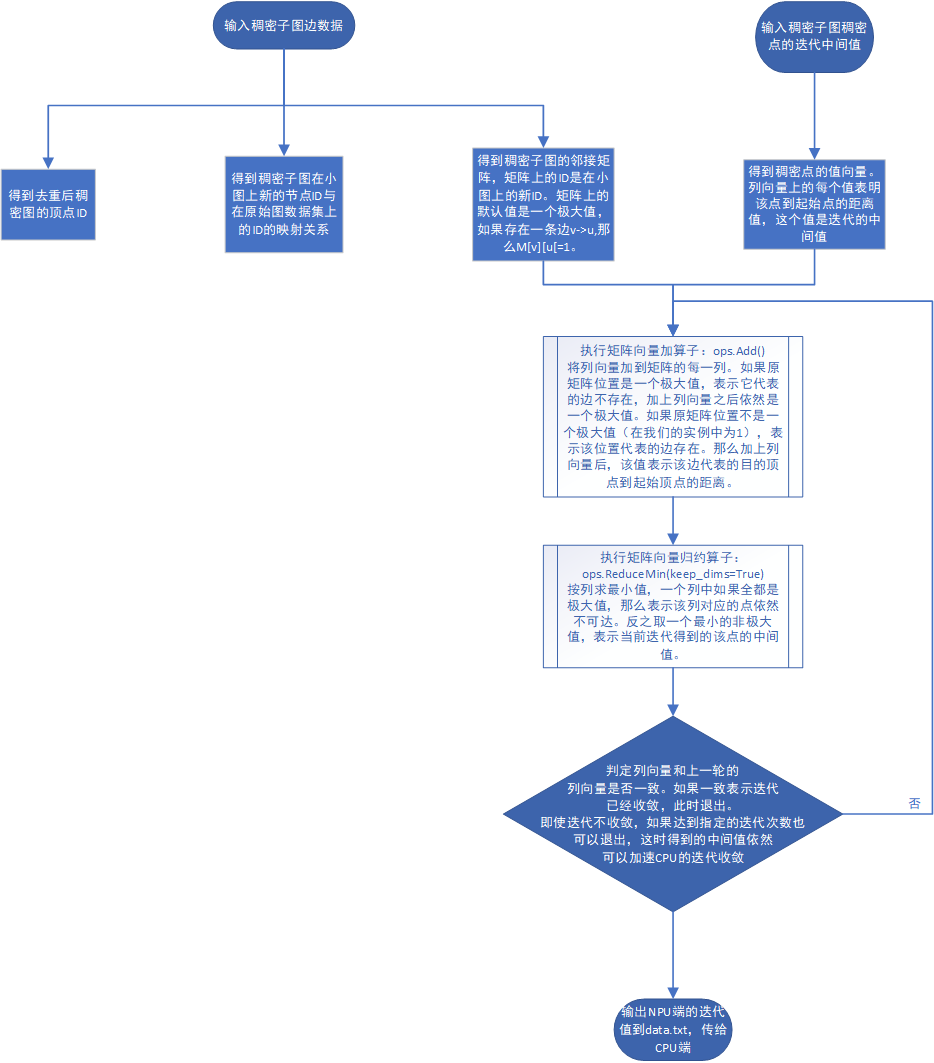 输入稠密子图边数据
输入稠密子图稠密
点的迭代中间值
得到去重后稠
密图的顶点ID
得到稠密子图在小
图上新的节点ID与
在原始图数据集上
的ID的映射关系
得到稠密子图的邻接矩
阵，矩阵上的ID是在小
图上的新ID。矩阵上的
默认值是一个极大值，
如果存在一条边v->u,那
么M[v][u[=1。
得到稠密点的值向量。
列向量上的每个值表明
该点到起始点的距离
值，这个值是迭代的中
间值
执行矩阵向量加算子：ops.Add()
将列向量加到矩阵的每一列。如果原
矩阵位置是一个极大值，表示它代表
的边不存在，加上列向量之后依然是
一个极大值。如果原矩阵位置不是一
个极大值（在我们的实例中为1），表
示该位置代表的边存在。那么加上列
向量后，该值表示该边代表的目的顶
点到起始顶点的距离。
执行矩阵向量归约算子：
ops.ReduceMin(keep_dims=True)
按列求最小值，一个列中如果全都是
极大值，那么表示该列对应的点依然
不可达。反之取一个最小的非极大
值，表示当前迭代得到的该点的中间
值。
判定列向量和上一轮的
列向量是否一致。如果一致表示迭代
已经收敛，此时退出。
即使迭代不收敛，如果达到指定的迭代次数也
可以退出，这时得到的中间值依然
可以加速CPU的迭代收敛
否
输出NPU端的迭代
值到data.txt，传给
CPU端